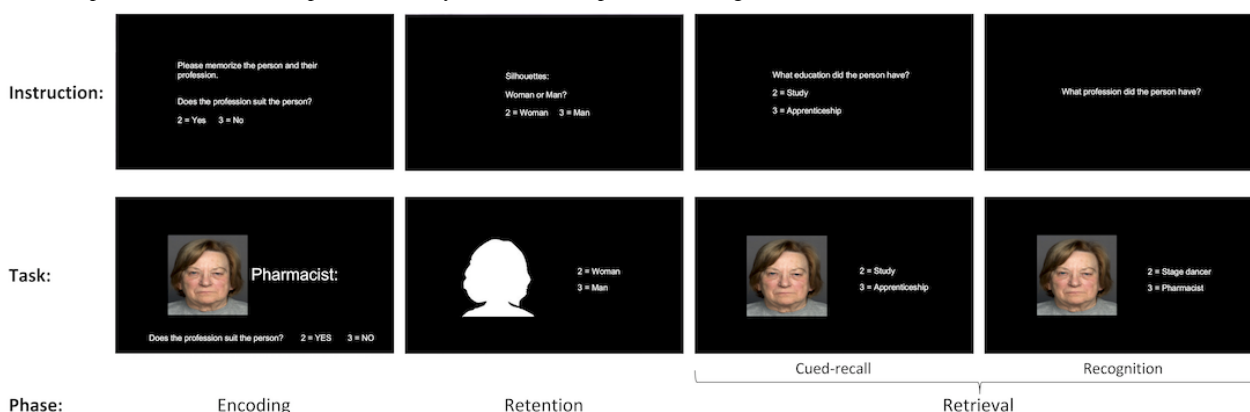 Instruction:
Please memorize the person and their
profession.
Does the profession suit the person?
2 = Yes 3 = No
Silhouettes:
Woman or Man?
2 = Woman 3 = Man
What education did the person have?
2 = Study
3 = Apprenticeship
What profession did the person have?
Task:
Pharmacist:
Does the profession suit the person? 2 = YES 3 = NO
2 = Woman
3 = Man
2 = Study
3 = Apprenticeship
2 = Stage dancer
3 = Pharmacist
Cued-recall
Recognition
Phase:
Encoding
Retention
Retrieval